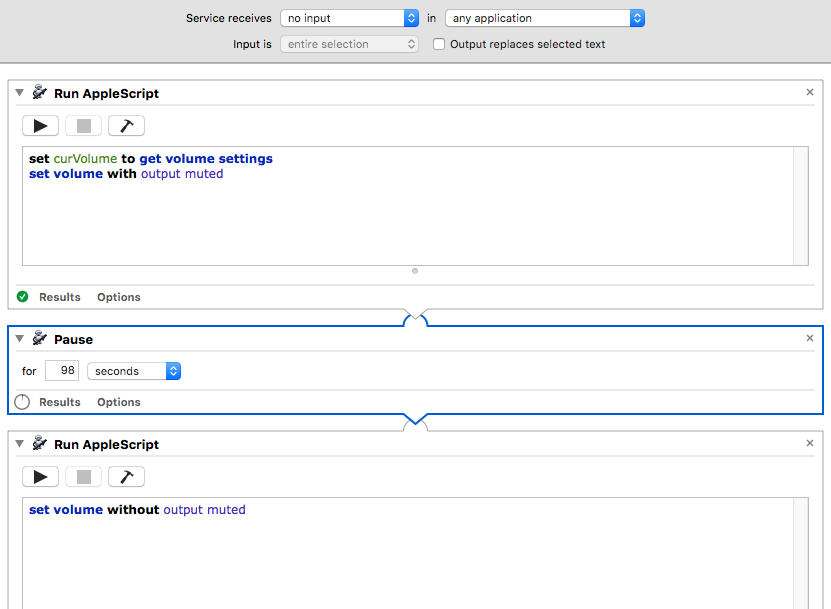 Service receives no input in any application
Input is entire selection Output replaces selected text
Run AppleScript
set curVolume to get volume settings
set volume with output muted
Results Options
Pause
for 98 seconds
Results Options
Run AppleScript
set volume without output muted